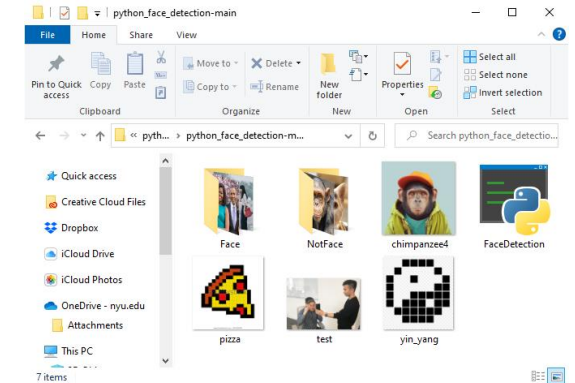 python_face_detection-main
File Home Share View
Pin to Quick access
Copy
Paste
Move to
Copy to
Delete
Rename
New folder
Properties
Select all
Select none
Invert selection
Clipboard Organize New Open Select
« pyth... › python_face_detection-m...
Search python_face_detectio...
Quick access
Creative Cloud Files
Dropbox
iCloud Drive
iCloud Photos
OneDrive - nyu.edu
Attachments
This PC
Face NotFace chimpanzee4 FaceDetection
pizza test yin_yang
7 items